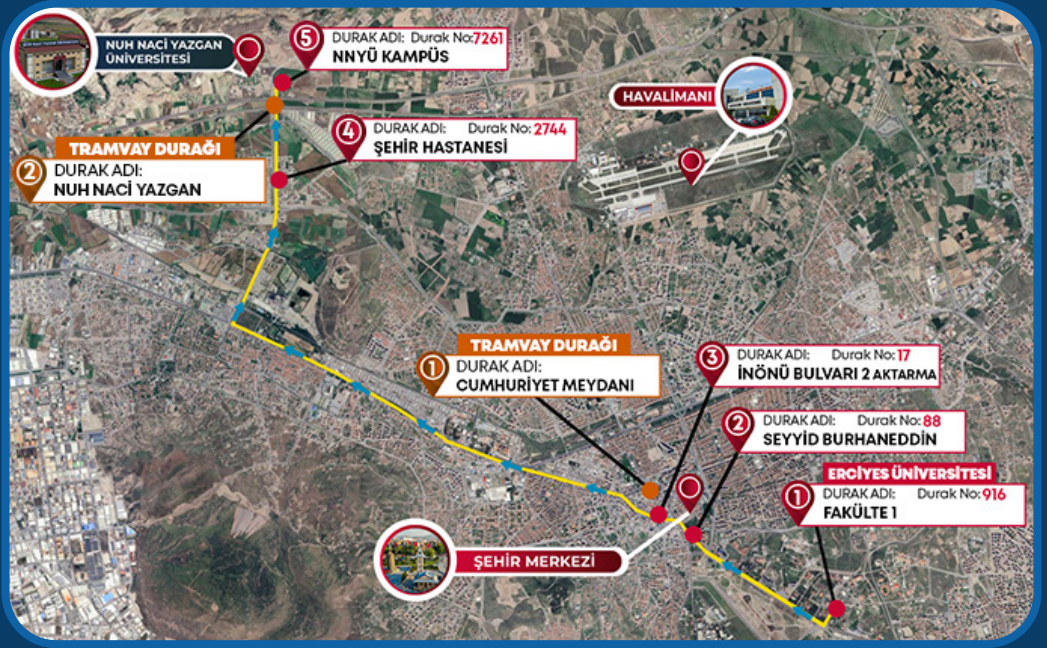 NUH NACİ YAZGAN
ÜNİVERSİTESİ
5
DURAK ADI: Durak No:7261
NNYÜ KAMPÜS
HAVALİMANI
4
DURAK ADI: Durak No:2744
ŞEHİR HASTANESİ
TRAMVAY DURAĞI
2
DURAK ADI:
NUH NACİ YAZGAN
TRAMVAY DURAĞI
1
DURAK ADI:
CUMHURİYET MEYDANI
3
DURAK ADI: Durak No:17
İNÖNÜ BULVARI 2 AKTARMA
2
DURAK ADI: Durak No:88
SEYYİD BURHANEDDİN
ERCİYES ÜNİVERSİTESİ
1
DURAK ADI: Durak No:916
FAKÜLTE 1
ŞEHİR MERKEZİ